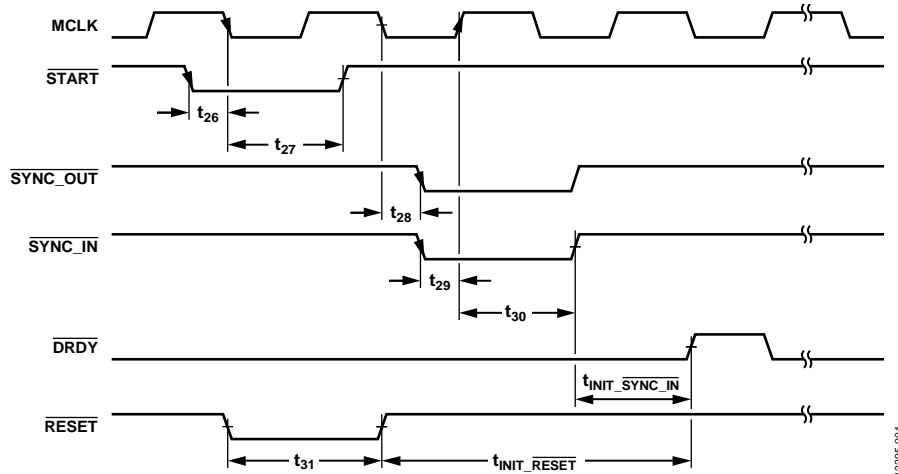 MCLK
START
t26
t27
SYNC_OUT
t28
SYNC_IN
t29
t30
DRDY
tINIT_SYNC_IN
RESET
t31
tINIT_RESET